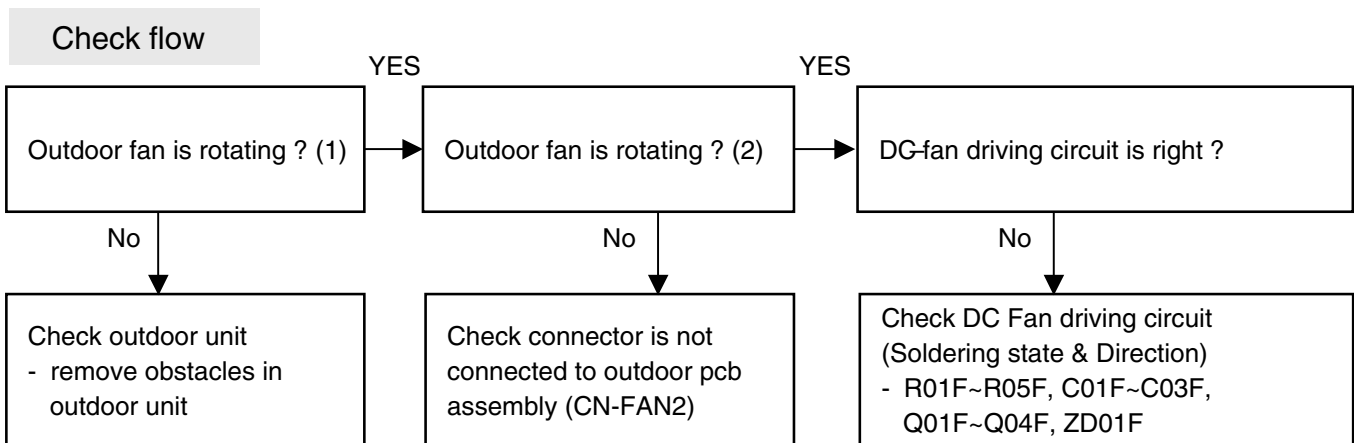 Check flow
YES
YES
Outdoor fan is rotating ? (1)
Outdoor fan is rotating ? (2)
DC-fan driving circuit is right ?
No
No
No
Check outdoor unit
- remove obstacles in
outdoor unit
Check connector is not
connected to outdoor pcb
assembly (CN-FAN2)
Check DC Fan driving circuit
(Soldering state & Direction)
- R01F~R05F, C01F~C03F,
Q01F~Q04F, ZD01F